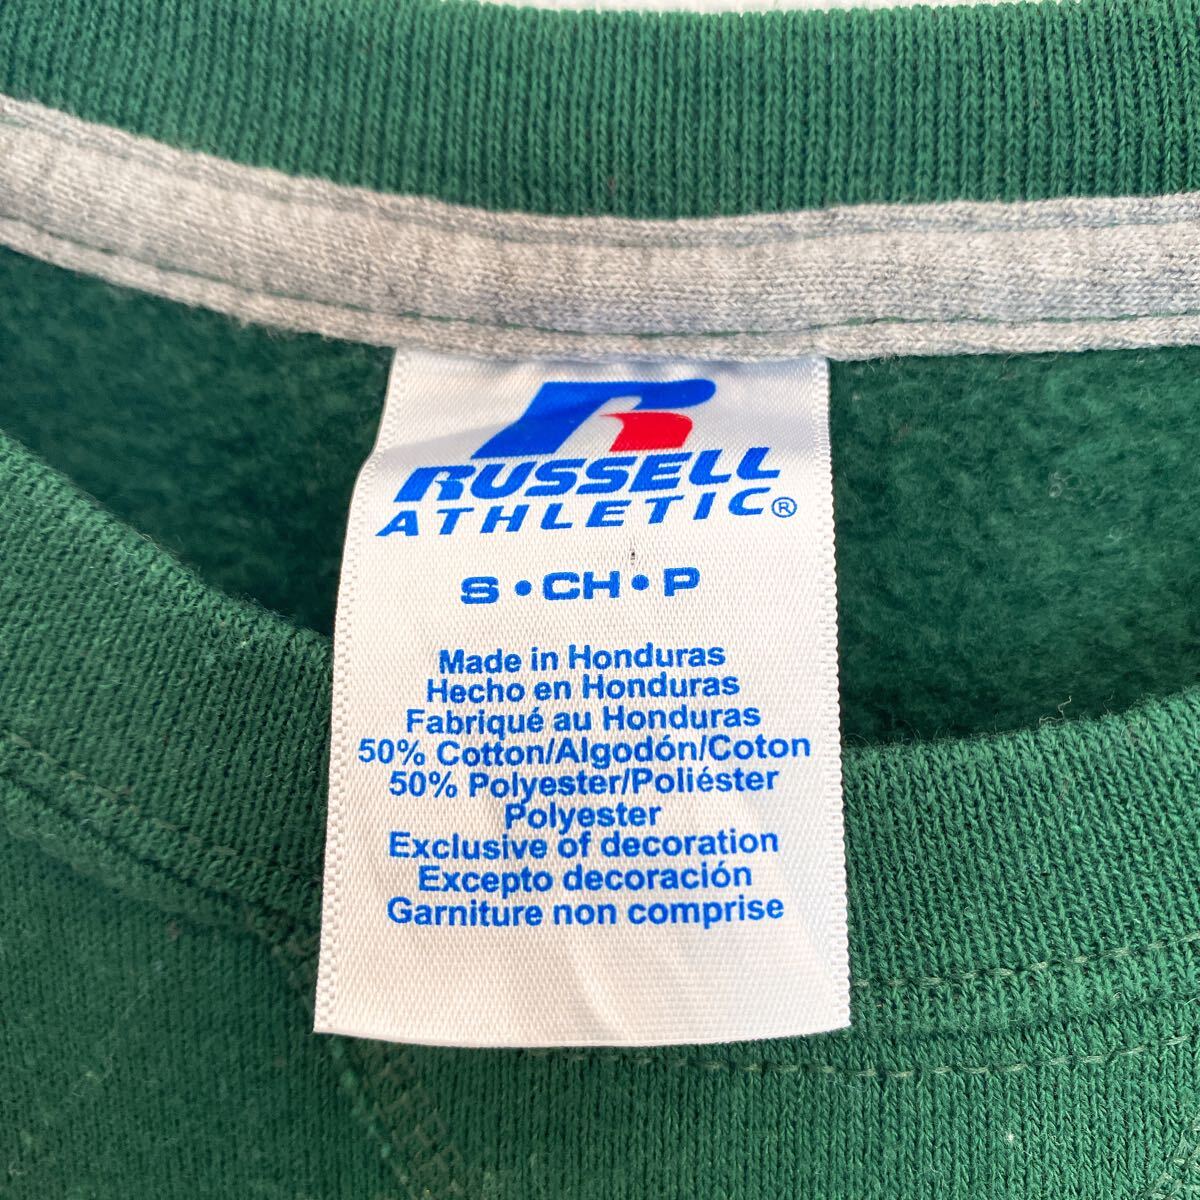 RUSSELL
ATHLETIC®
S • CH • P
Made in Honduras
Hecho en Honduras
Fabriqué au Honduras
50% Cotton/Algodón/Coton
50% Polyester/Poliéster
Polyester
Exclusive of decoration
Excepto decoración
Garniture non comprise